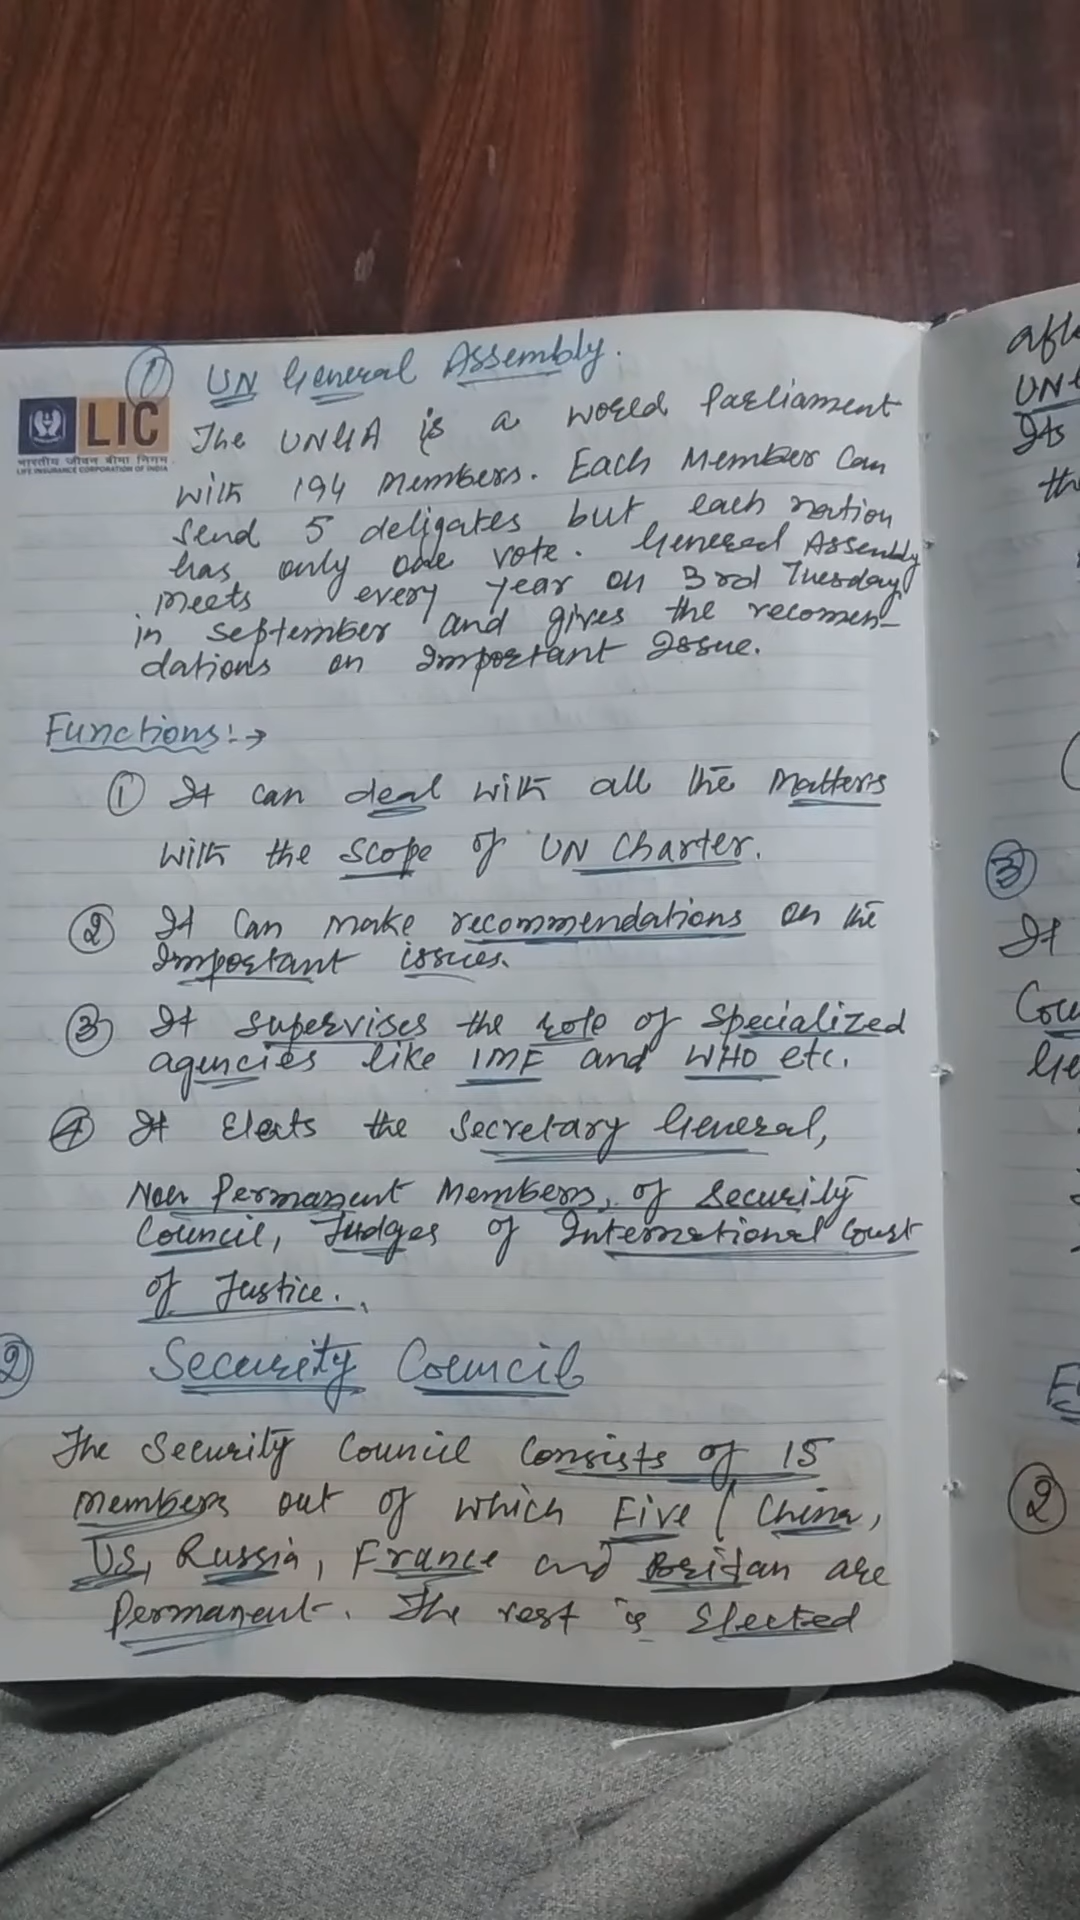 ① UN General Assembly.
LIC
भारतीय जीवन बीमा निगम
LIFE INSURANCE CORPORATION OF INDIA
The UNGA is a world Parliament
with 194 members. Each Member Can
send 5 deligates but each nation
has only one vote. General Assembly
meets every year on 3rd Tuesday
in september and gives the recomen-
dations on Important Issue.
Functions:→
① It can deal with all the Matters
with the scope of UN Charter.
② It Can make recommendations on the
Important issues.
③ It supervises the role of Specialized
agencies like IMF and WHO etc.
④ It Elects the Secretary General,
Non Permanent Members, of Security
Council, Judges of International Court
of Justice.
② Security Council
The Security Council Consists of 15
members out of which Five (China,
US, Russia, France and Britan are
Permanent. The rest is Elected
UN
Its
the
③
It
②